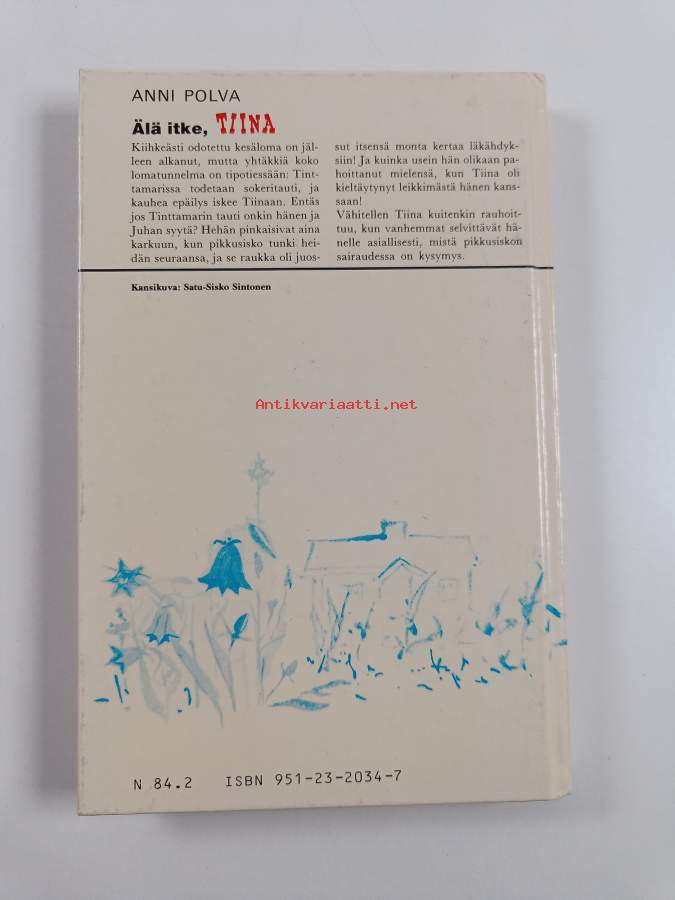 ANNI POLVA
Älä itke, TIINA
Kiihkeästi odotettu kesäloma on jäl-
leen alkanut, mutta yhtäkkiä koko
lomatunnelma on tipotiessään: Tint-
tamarissa todetaan sokeritauti, ja
kauhea epäilys iskee Tiinaan. Entäs
jos Tinttamarin tauti onkin hänen ja
Juhan syytä? Hehän pinkaisivat aina
karkuun, kun pikkusisko tunki hei-
dän seuraansa, ja se raukka oli juos-
sut itsensä monta kertaa läkähdyk-
siin! Ja kuinka usein hän olikaan pa-
hoittanut mielensä, kun Tiina oli
kieltäytynyt leikkimästä hänen kans-
saan!
Vähitellen Tiina kuitenkin rauhoit-
tuu, kun vanhemmat selvittävät hä-
nelle asiallisesti, mistä pikkusiskon
sairaudessa on kysymys.
Kansikuva: Satu-Sisko Sintonen
Antikvariaatti.net
N 84.2 ISBN 951-23-2034-7